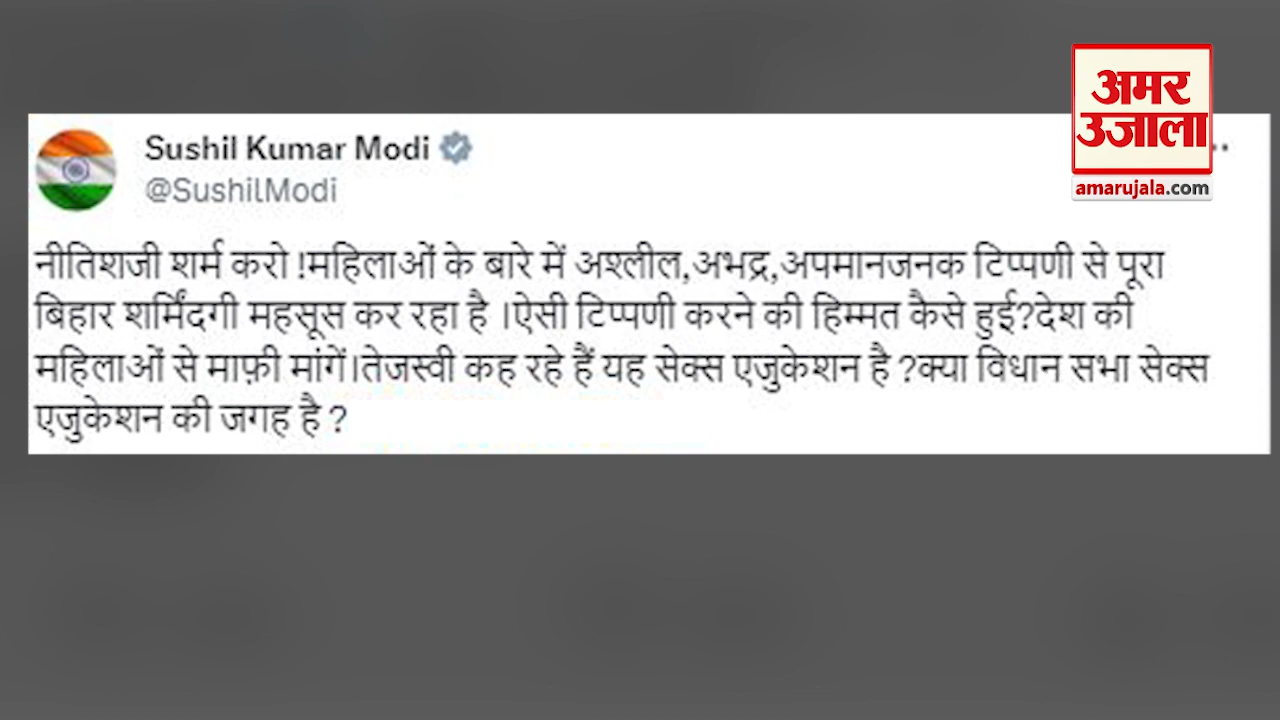 अमर
उजाला
amarujala.com
Sushil Kumar Modi
@SushilModi
नीतिशजी शर्म करो !महिलाओं के बारे में अश्लील,अभद्र,अपमानजनक टिप्पणी से पूरा
बिहार शर्मिंदगी महसूस कर रहा है ।ऐसी टिप्पणी करने की हिम्मत कैसे हुई?देश की
महिलाओं से माफ़ी मांगें।तेजस्वी कह रहे हैं यह सेक्स एजुकेशन है ?क्या विधान सभा सेक्स
एजुकेशन की जगह है ?